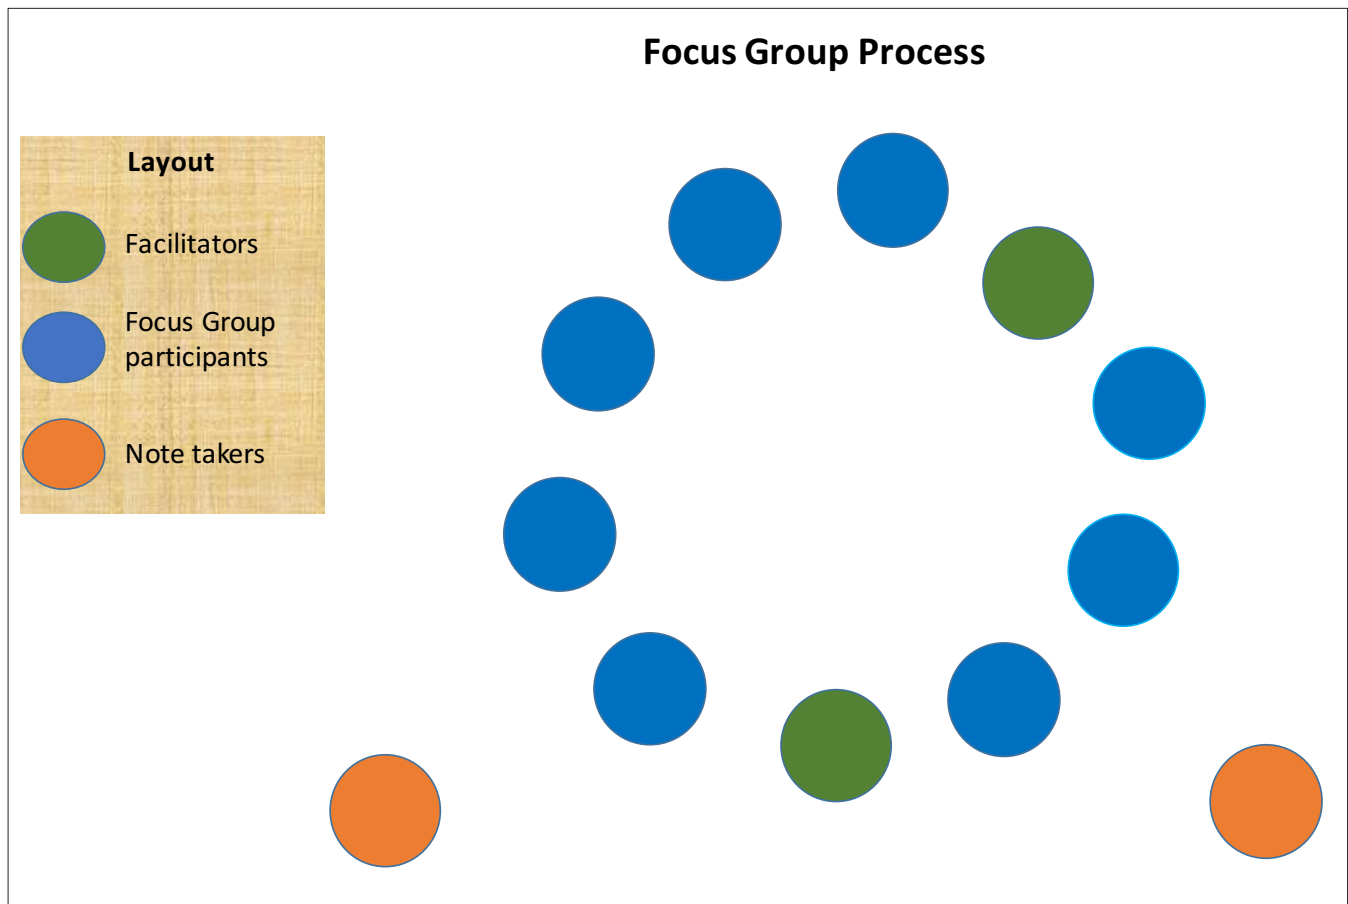 Focus Group Process
Layout
Facilitators
Focus Group
participants
Note takers